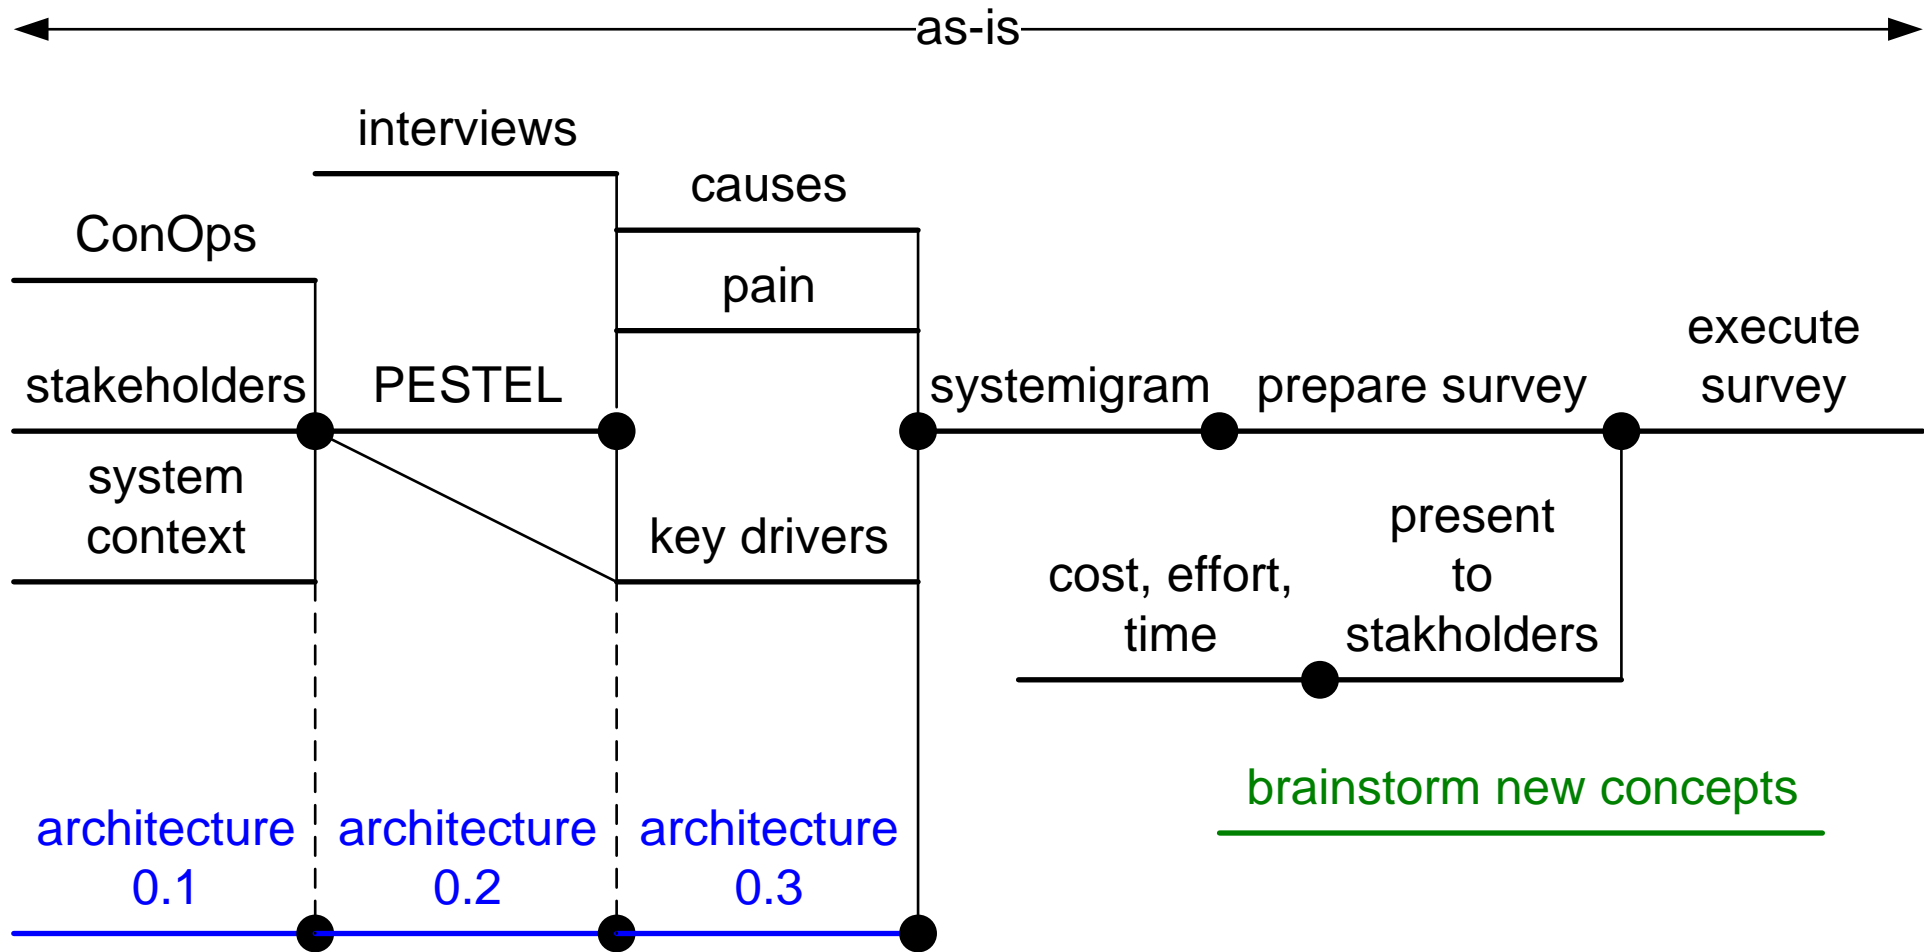 as-is
interviews
causes
ConOps
pain
execute
survey
stakeholders
PESTEL
systemigram
prepare survey
system
context
key drivers
present
to
stakholders
cost, effort,
time
brainstorm new concepts
architecture
0.1
architecture
0.2
architecture
0.3